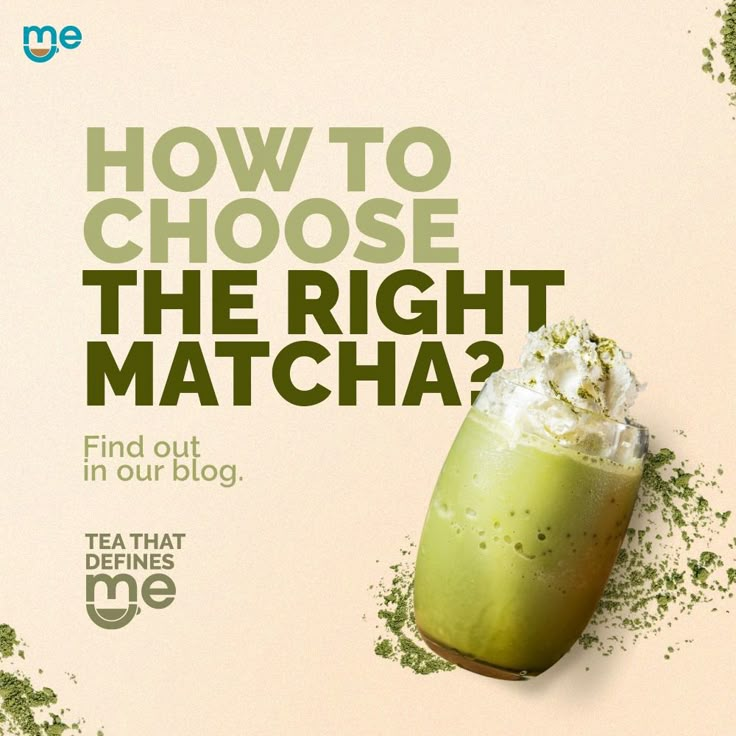 me
HOW TO
CHOOSE
THE RIGHT
MATCHA?
Find out
in our blog.
TEA THAT
DEFINES
me